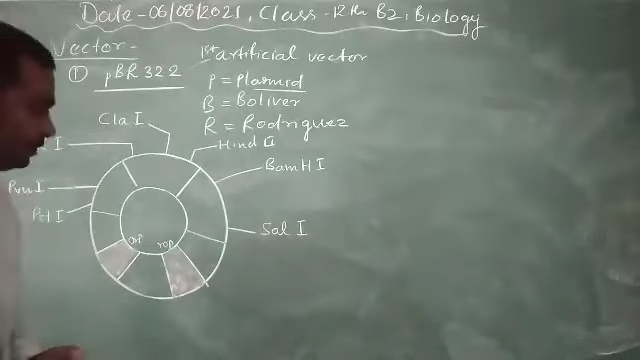 Date - 06/08/2021, Class - 12th B2, Biology
Vector -
① pBR 322
1st artificial vector
P = Plasmid
B = Boliver
R = Rodriguez
Cla I
Hind III
I
BamH I
Pvu I
Pst I
Sal I
ori
rop